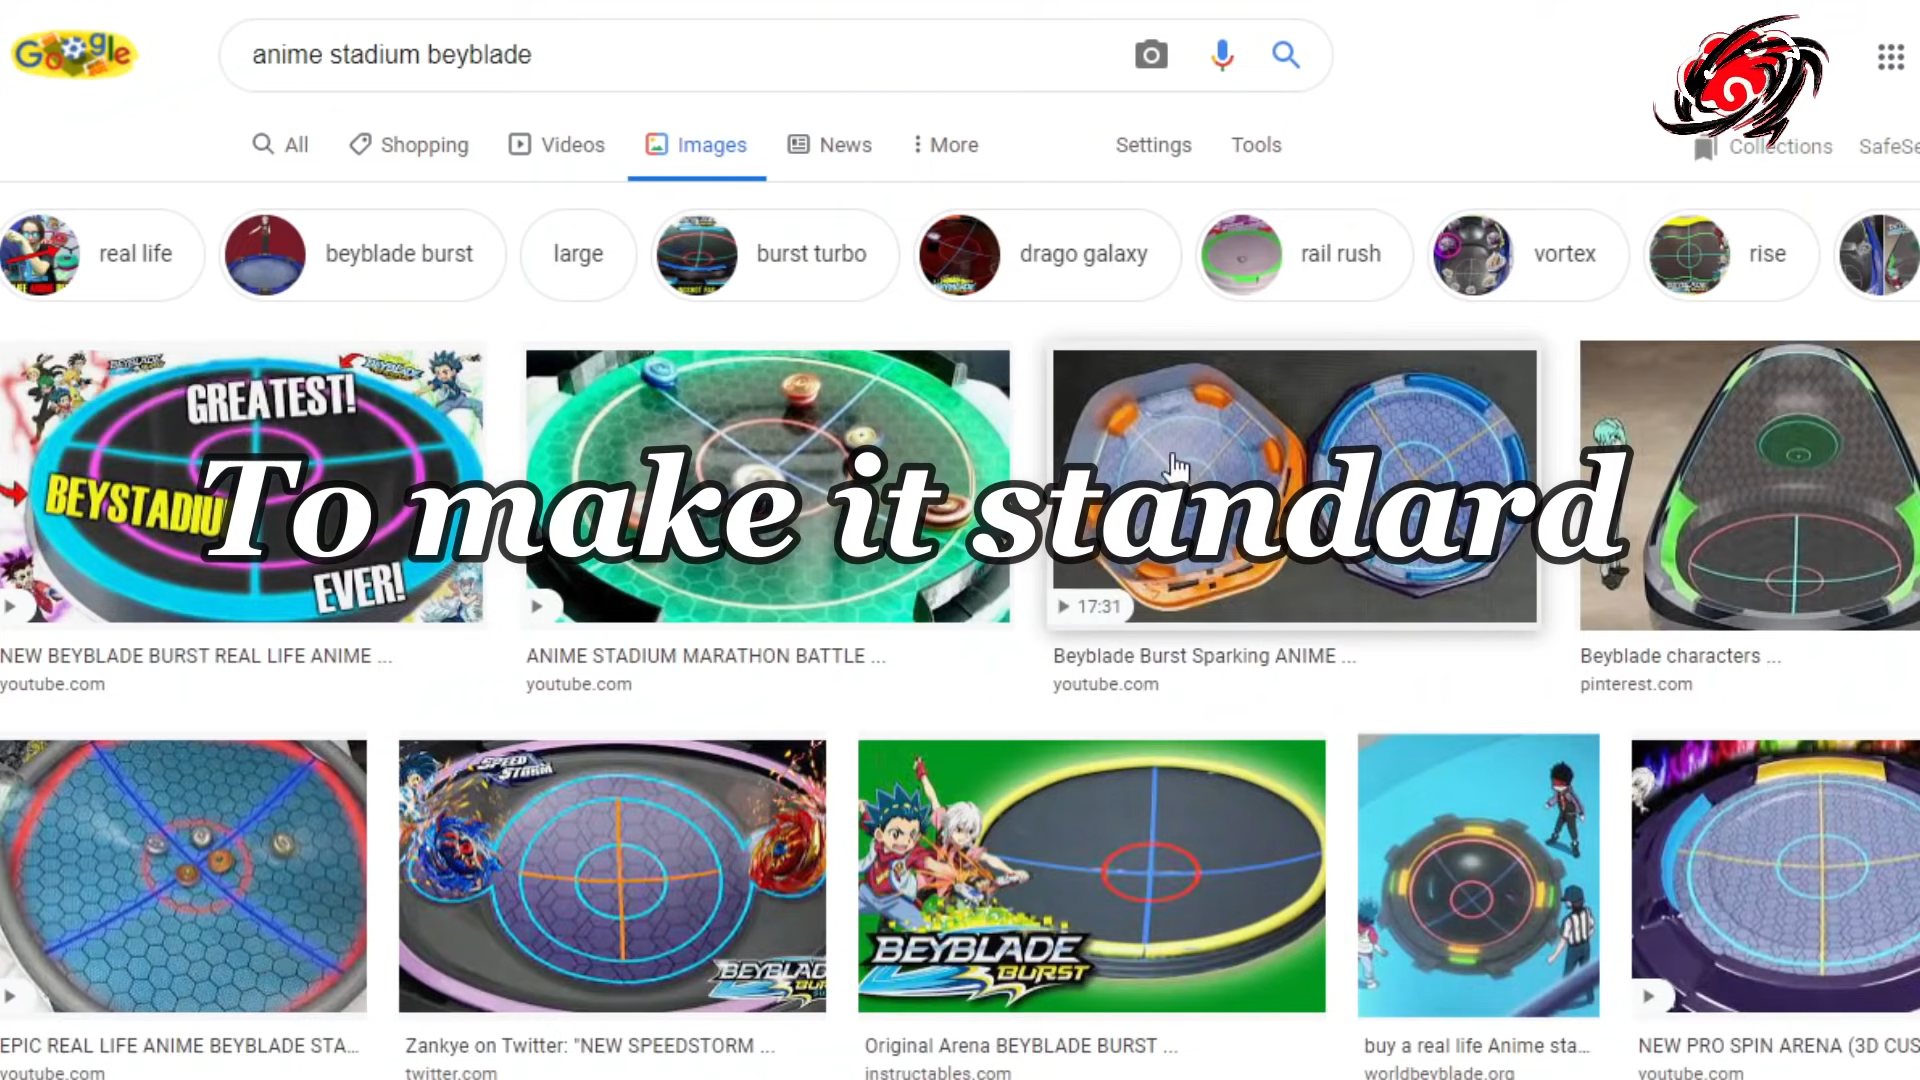 Google
anime stadium beyblade
All
Shopping
Videos
Images
News
More
Settings
Tools
Collections
SafeSe
real life
beyblade burst
large
burst turbo
drago galaxy
rail rush
vortex
rise
GREATEST!
BEYSTADIU
EVER!
To make it standard
17:31
NEW BEYBLADE BURST REAL LIFE ANIME ...
youtube.com
ANIME STADIUM MARATHON BATTLE ...
youtube.com
Beyblade Burst Sparking ANIME ...
youtube.com
Beyblade characters ...
pinterest.com
SPEED
STORM
BEYBLAD
BEYBLADE
BURST
EPIC REAL LIFE ANIME BEYBLADE STA...
youtube.com
Zankye on Twitter: "NEW SPEEDSTORM ...
twitter.com
Original Arena BEYBLADE BURST ...
instructables.com
buy a real life Anime sta...
worldbeyblade.org
NEW PRO SPIN ARENA (3D CUS
youtube.com